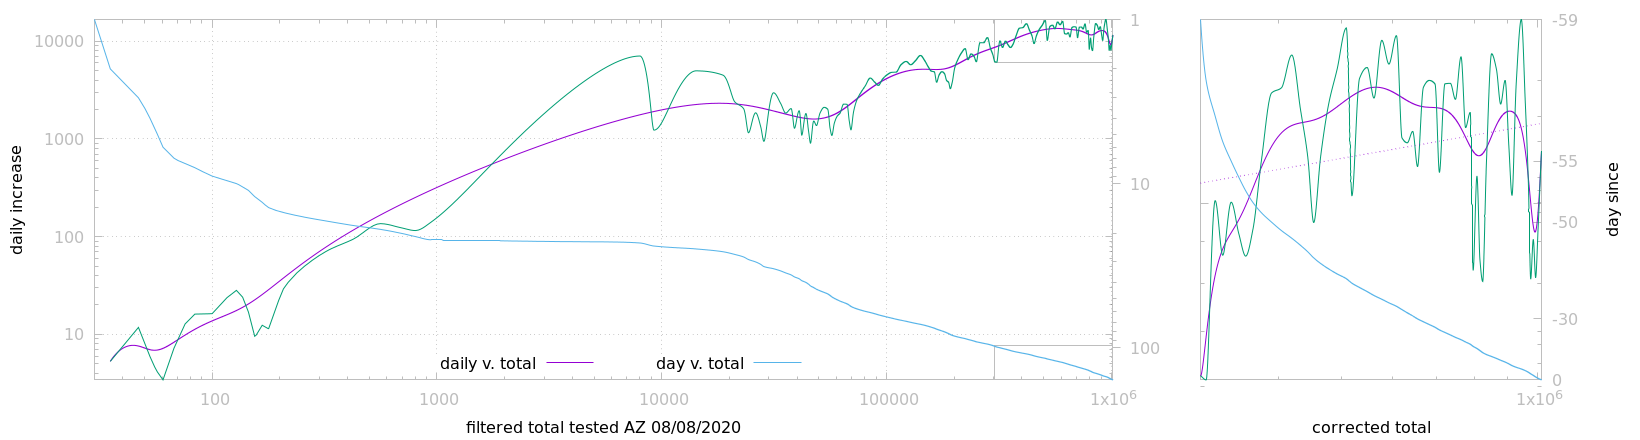 10000
1000
100
10
daily increase
1
10
100
daily v. total
day v. total
100
1000
10000
100000
1x10^6
filtered total tested AZ 08/08/2020
-59
-55
-50
-30
0
day since
1x10^6
corrected total